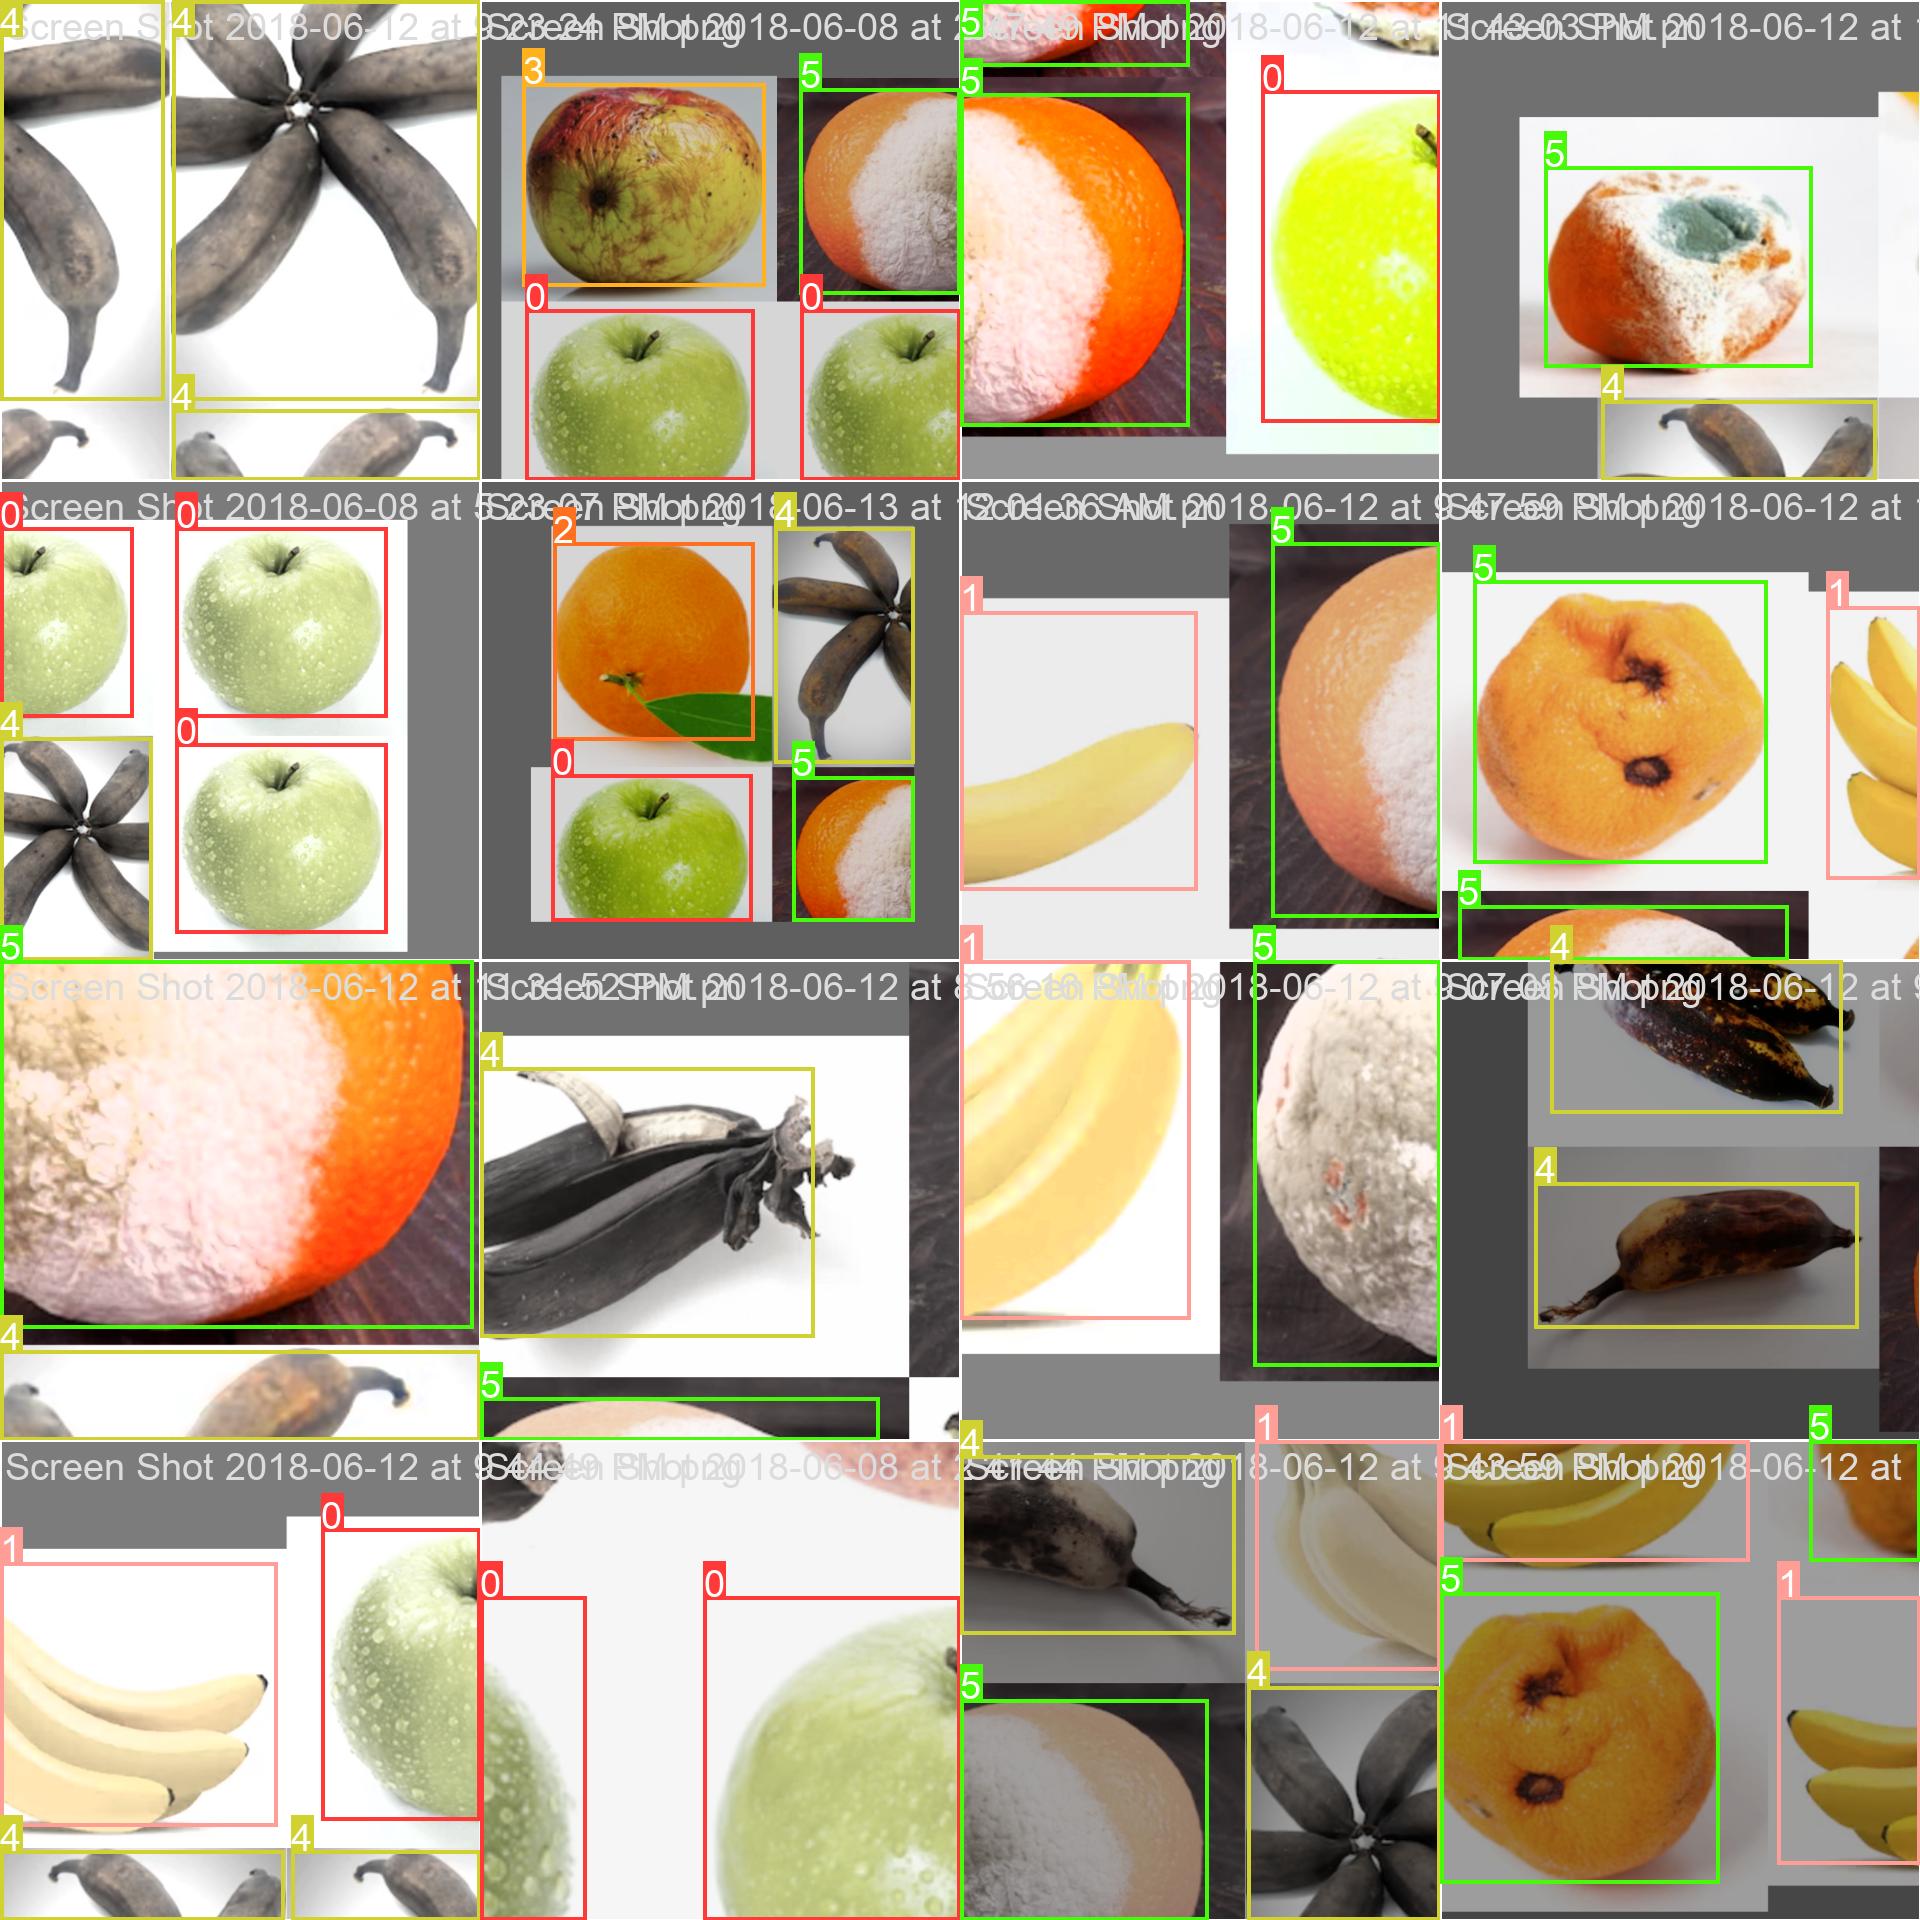 4
4
Screen Shot 2018-06-12 at 9.23.24 PM.png
4
3
5
0
0
Screen Shot 2018-06-08 at 2.47.49 PM.png
5
5
0
Screen Shot 2018-06-12 at 11.43.03 PM.pn
5
4
Screen Shot 2018-06-12 at 1
0
0
Screen Shot 2018-06-08 at 5.23.07 PM.png
4
0
2
4
Screen Shot 2018-06-13 at 12.01.36 AM.pn
0
5
1
5
Screen Shot 2018-06-12 at 9.47.59 PM.png
5
1
Screen Shot 2018-06-12 at 1
5
5
Screen Shot 2018-06-12 at 11.31.52 PM.pn
4
4
Screen Shot 2018-06-12 at 8.56.16 PM.png
5
1
5
Screen Shot 2018-06-12 at 9.07.08 PM.png
4
Screen Shot 2018-06-12 at 9
4
Screen Shot 2018-06-12 at 9.44.49 PM.png
1
0
4
4
Screen Shot 2018-06-08 at 2.41.44 PM.png
0
0
4
1
Screen Shot 2018-06-12 at 9.43.59 PM.png
5
4
1
5
Screen Shot 2018-06-12 at
5
1